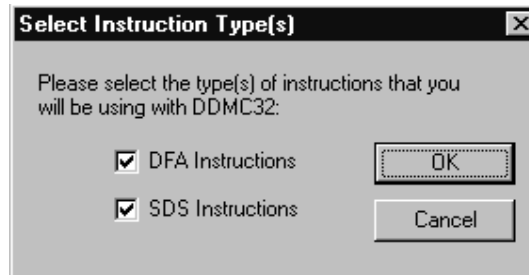 Select Instruction Type(s)
Please select the type(s) of instructions that you
will be using with DDMC32:
DFA Instructions
OK
SDS Instructions
Cancel